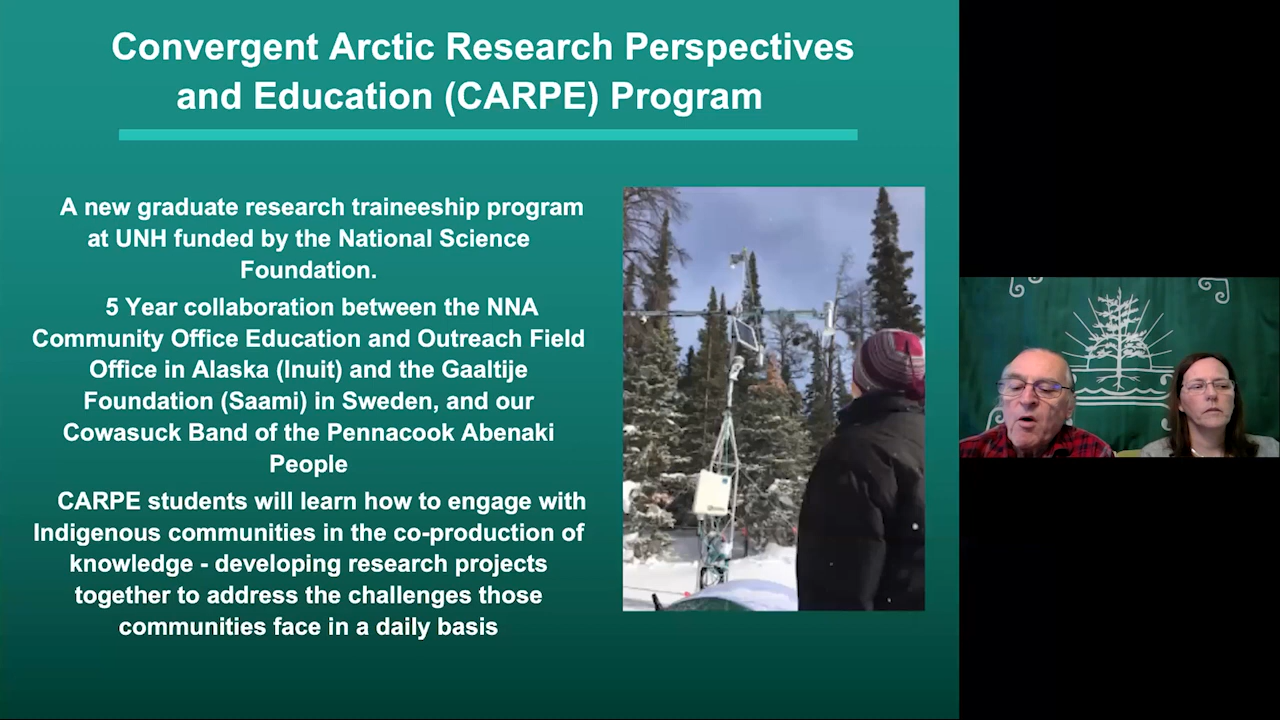 Convergent Arctic Research Perspectives
and Education (CARPE) Program
A new graduate research traineeship program
at UNH funded by the National Science
Foundation.
5 Year collaboration between the NNA
Community Office Education and Outreach Field
Office in Alaska (Inuit) and the Gaaltije
Foundation (Saami) in Sweden, and our
Cowasuck Band of the Pennacook Abenaki
People
CARPE students will learn how to engage with
Indigenous communities in the co-production of
knowledge - developing research projects
together to address the challenges those
communities face in a daily basis